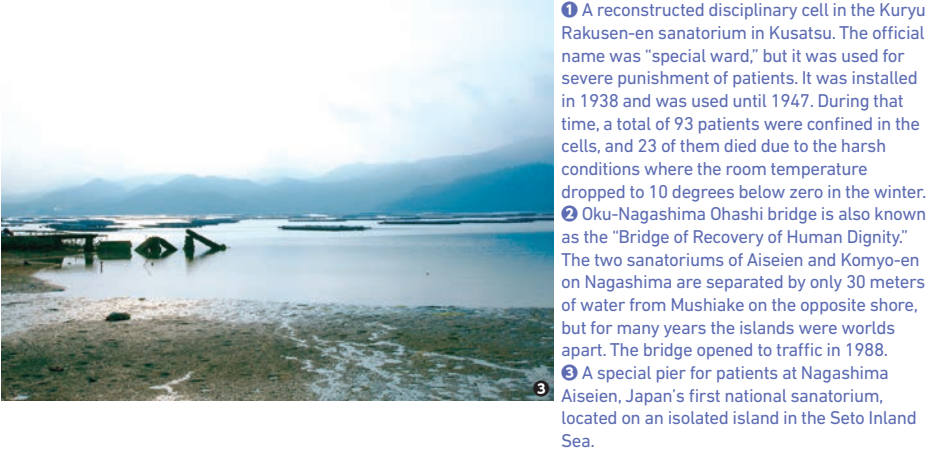 ❶ A reconstructed disciplinary cell in the Kuryu
Rakusen-en sanatorium in Kusatsu. The official
name was “special ward,” but it was used for
severe punishment of patients. It was installed
in 1938 and was used until 1947. During that
time, a total of 93 patients were confined in the
cells, and 23 of them died due to the harsh
conditions where the room temperature
dropped to 10 degrees below zero in the winter.
❷ Oku-Nagashima Ohashi bridge is also known
as the “Bridge of Recovery of Human Dignity.”
The two sanatoriums of Aiseien and Komyo-en
on Nagashima are separated by only 30 meters
of water from Mushiake on the opposite shore,
but for many years the islands were worlds
apart. The bridge opened to traffic in 1988.
❸ A special pier for patients at Nagashima
Aiseien, Japan’s first national sanatorium,
located on an isolated island in the Seto Inland
Sea.
❸